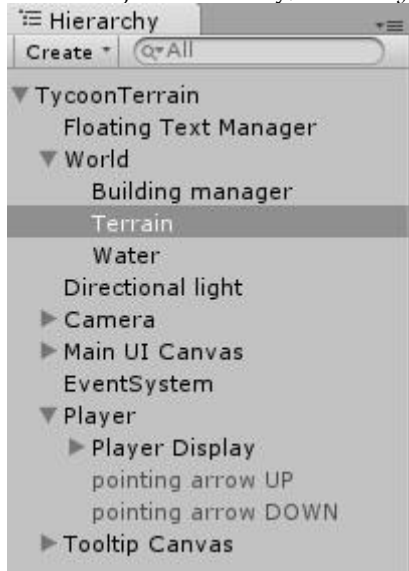 Hierarchy
Create All
TycoonTerrain
Floating Text Manager
World
Building manager
Terrain
Water
Directional light
Camera
Main UI Canvas
EventSystem
Player
Player Display
pointing arrow UP
pointing arrow DOWN
Tooltip Canvas